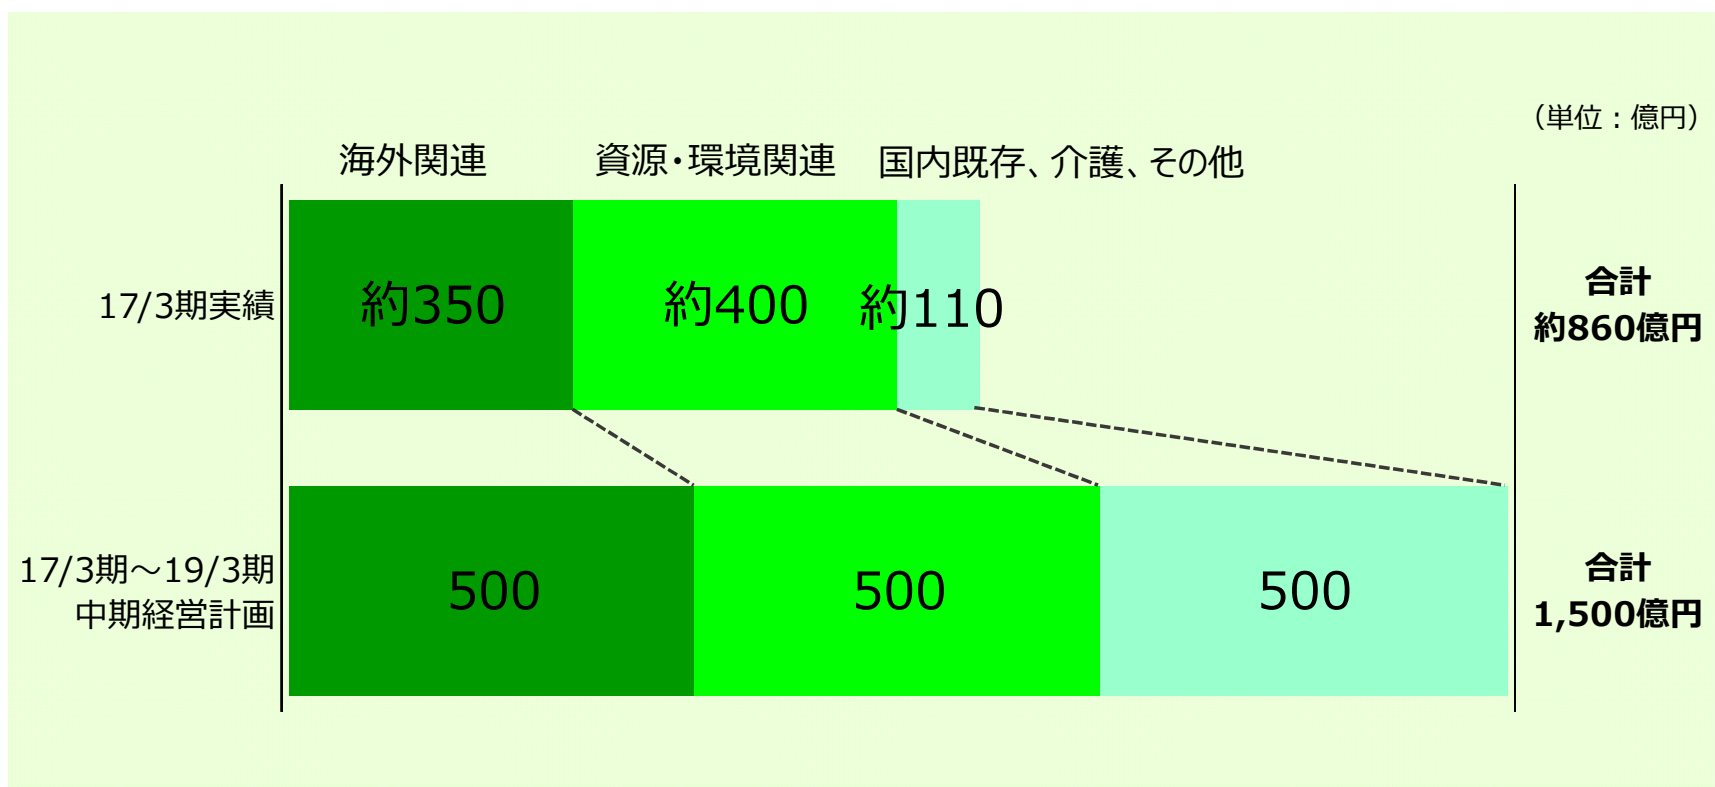 （単位：億円）
海外関連
資源・環境関連
国内既存、介護、その他
17/3期実績
約350
約400
約110
合計
約860億円
17/3期～19/3期
中期経営計画
500
500
500
合計
1,500億円